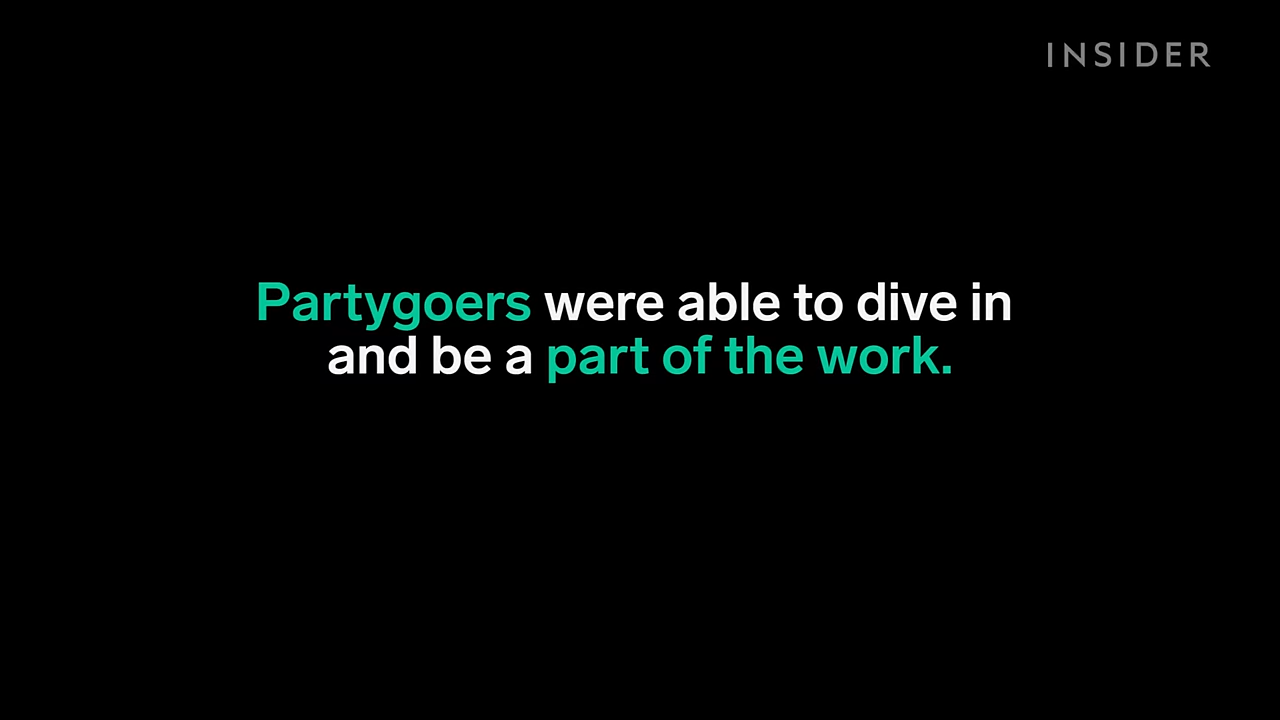 INSIDER
Partygoers were able to dive in
and be a part of the work.